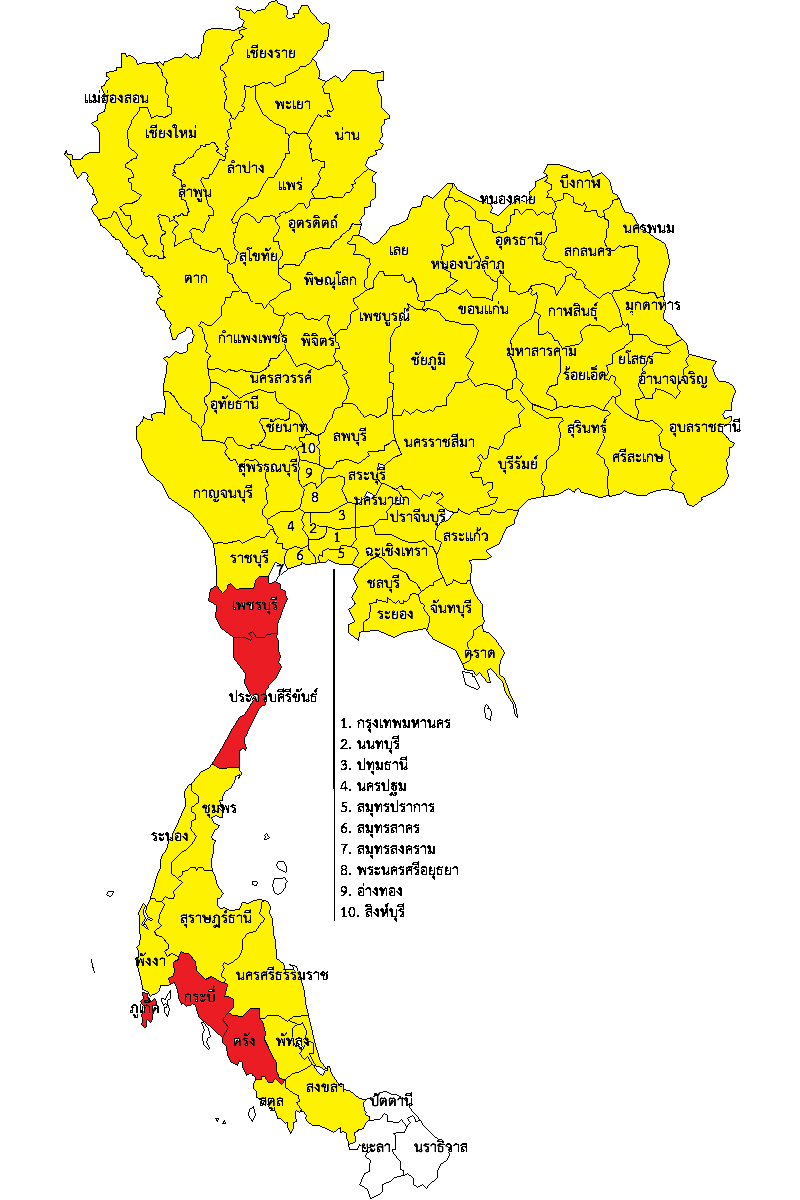 เชียงราย
แม่ฮ่องสอน
พะเยา
เชียงใหม่
น่าน
ลำปาง
แพร่
ลำพูน
บึงกาฬ
หนองคาย
อุตรดิตถ์
นครพนม
เลย
อุดรธานี
สกลนคร
สุโขทัย
หนองบัวลำภู
ตาก
พิษณุโลก
เพชบูรณ์
ขอนแก่น
กาฬสินธุ์
มุกดาหาร
กำแพงเพชร
พิจิตร
ชัยภูมิ
มหาสารคาม
ยโสธร
ร้อยเอ็ด
อำนาจเจริญ
นครสวรรค์
อุทัยธานี
ชัยนาท
ลพบุรี
นครราชสีมา
สุรินทร์
อุบลราชธานี
10
ศรีสะเกษ
สุพรรณบุรี
9
สระบุรี
บุรีรัมย์
กาญจนบุรี
8
นครนายก
3
ปราจีนบุรี
4
2
1
สระแก้ว
ราชบุรี
6
5
ฉะเชิงเทรา
7
ชลบุรี
เพชรบุรี
ระยอง
จันทบุรี
ตราด
ประจวบคีรีขันธ์
1. กรุงเทพมหานคร
2. นนทบุรี
3. ปทุมธานี
4. นครปฐม
5. สมุทรปราการ
6. สมุทรสาคร
7. สมุทรสงคราม
8. พระนครศรีอยุธยา
9. อ่างทอง
10. สิงห์บุรี
ชุมพร
ระนอง
สุราษฎร์ธานี
พังงา
นครศรีธรรมราช
กระบี่
ภูเก็ต
ตรัง
พัทลุง
สงขลา
สตูล
ปัตตานี
ยะลา
นราธิวาส